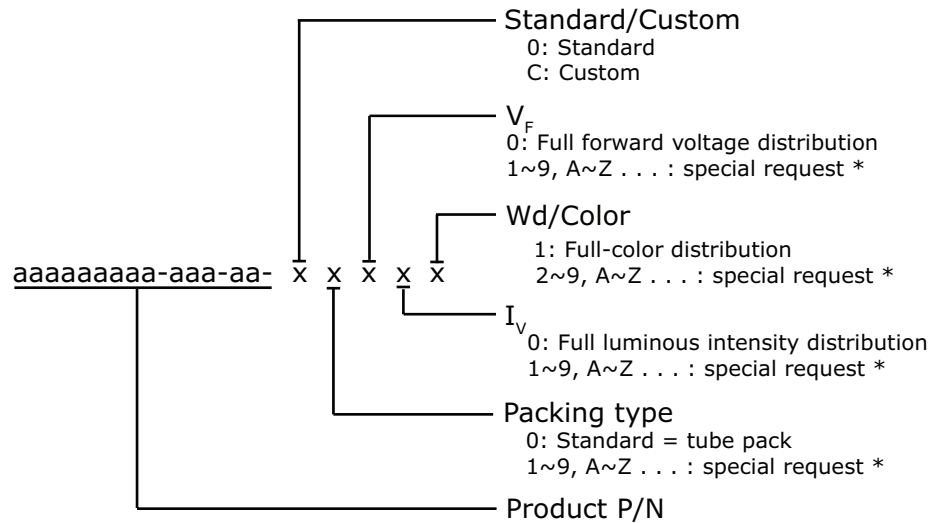 Standard/Custom
0: Standard
C: Custom
VF
0: Full forward voltage distribution
1~9, A~Z . . . : special request *
Wd/Color
1: Full-color distribution
2~9, A~Z . . . : special request *
aaaaaaaaa-aaa-aa- x x x x x
IV
0: Full luminous intensity distribution
1~9, A~Z . . . : special request *
Packing type
0: Standard = tube pack
1~9, A~Z . . . : special request *
Product P/N